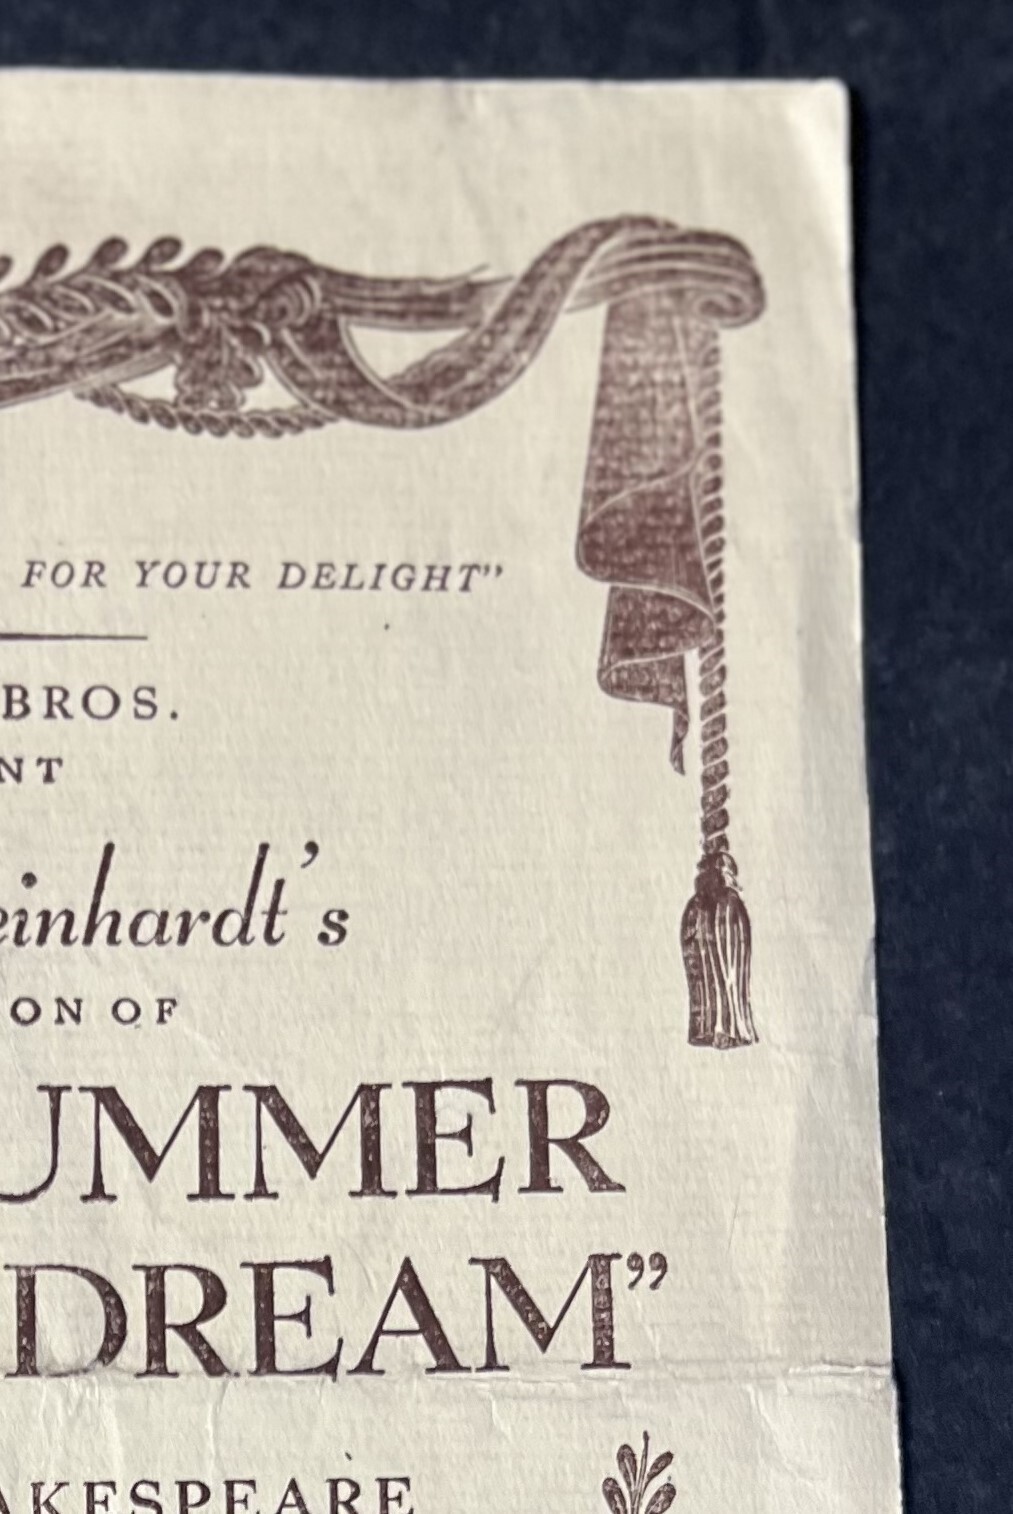 FOR YOUR DELIGHT”
BROS.
NT
einhardt's
ON OF
UMMER
DREAM”
AKESPEARE